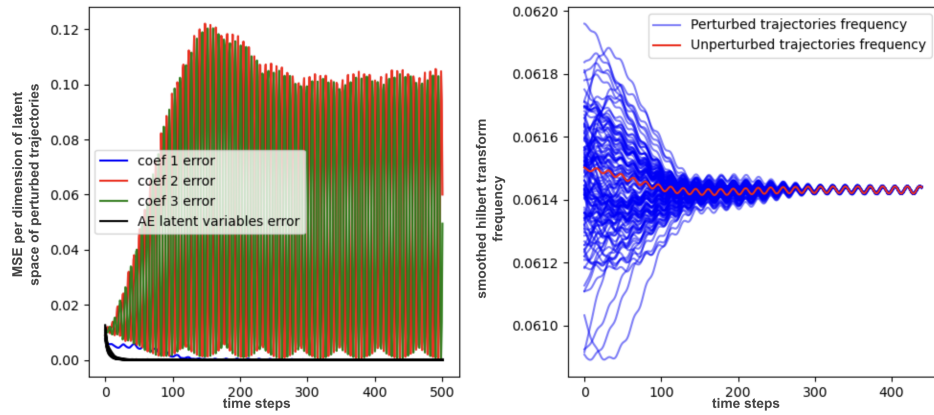 0.12
0.10
0.08
0.06
0.04
0.02
0.00
MSE per dimension of latent
space of perturbed trajectories
coef 1 error
coef 2 error
coef 3 error
AE latent variables error
0
100
200
300
400
500
time steps
0.0620
0.0618
0.0616
0.0614
0.0612
0.0610
smoothed hilbert transform
frequency
Perturbed trajectories frequency
Unperturbed trajectories frequency
0
100
200
300
400
time steps